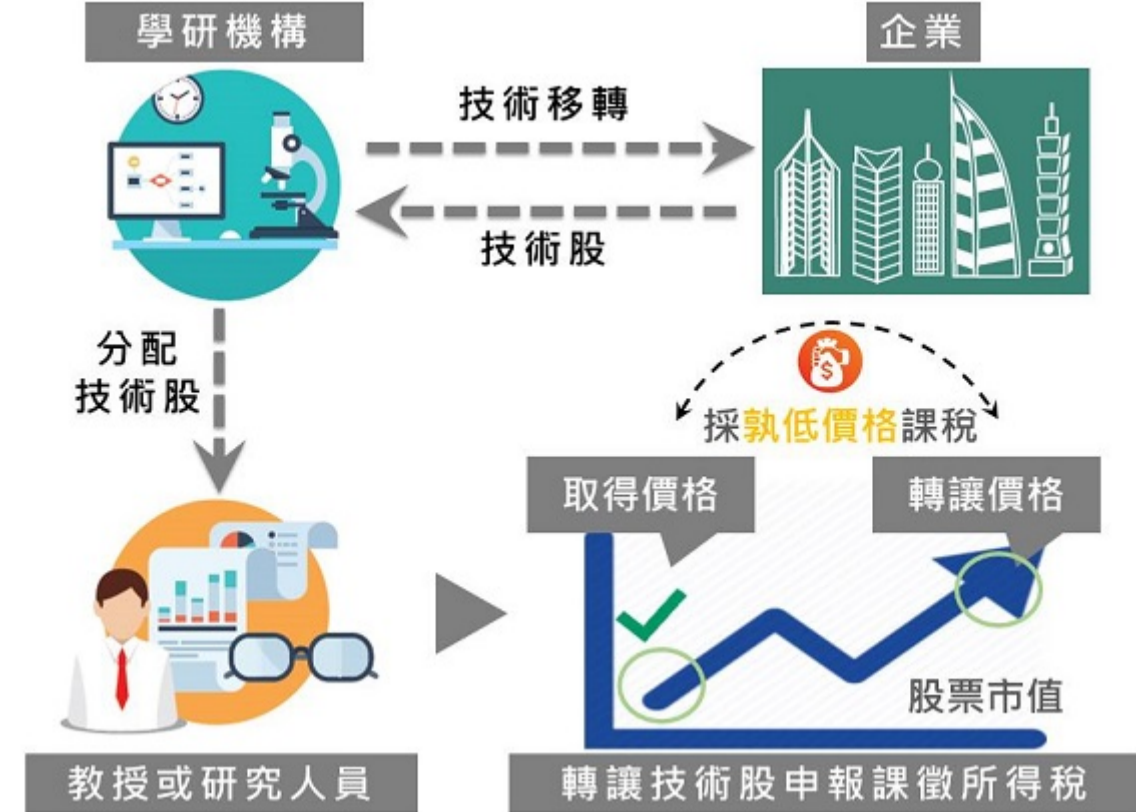 學研機構
企業
技術移轉
技術股
分配
技術股
採孰低價格課稅
取得價格
轉讓價格
股票市值
教授或研究人員
轉讓技術股申報課徵所得稅